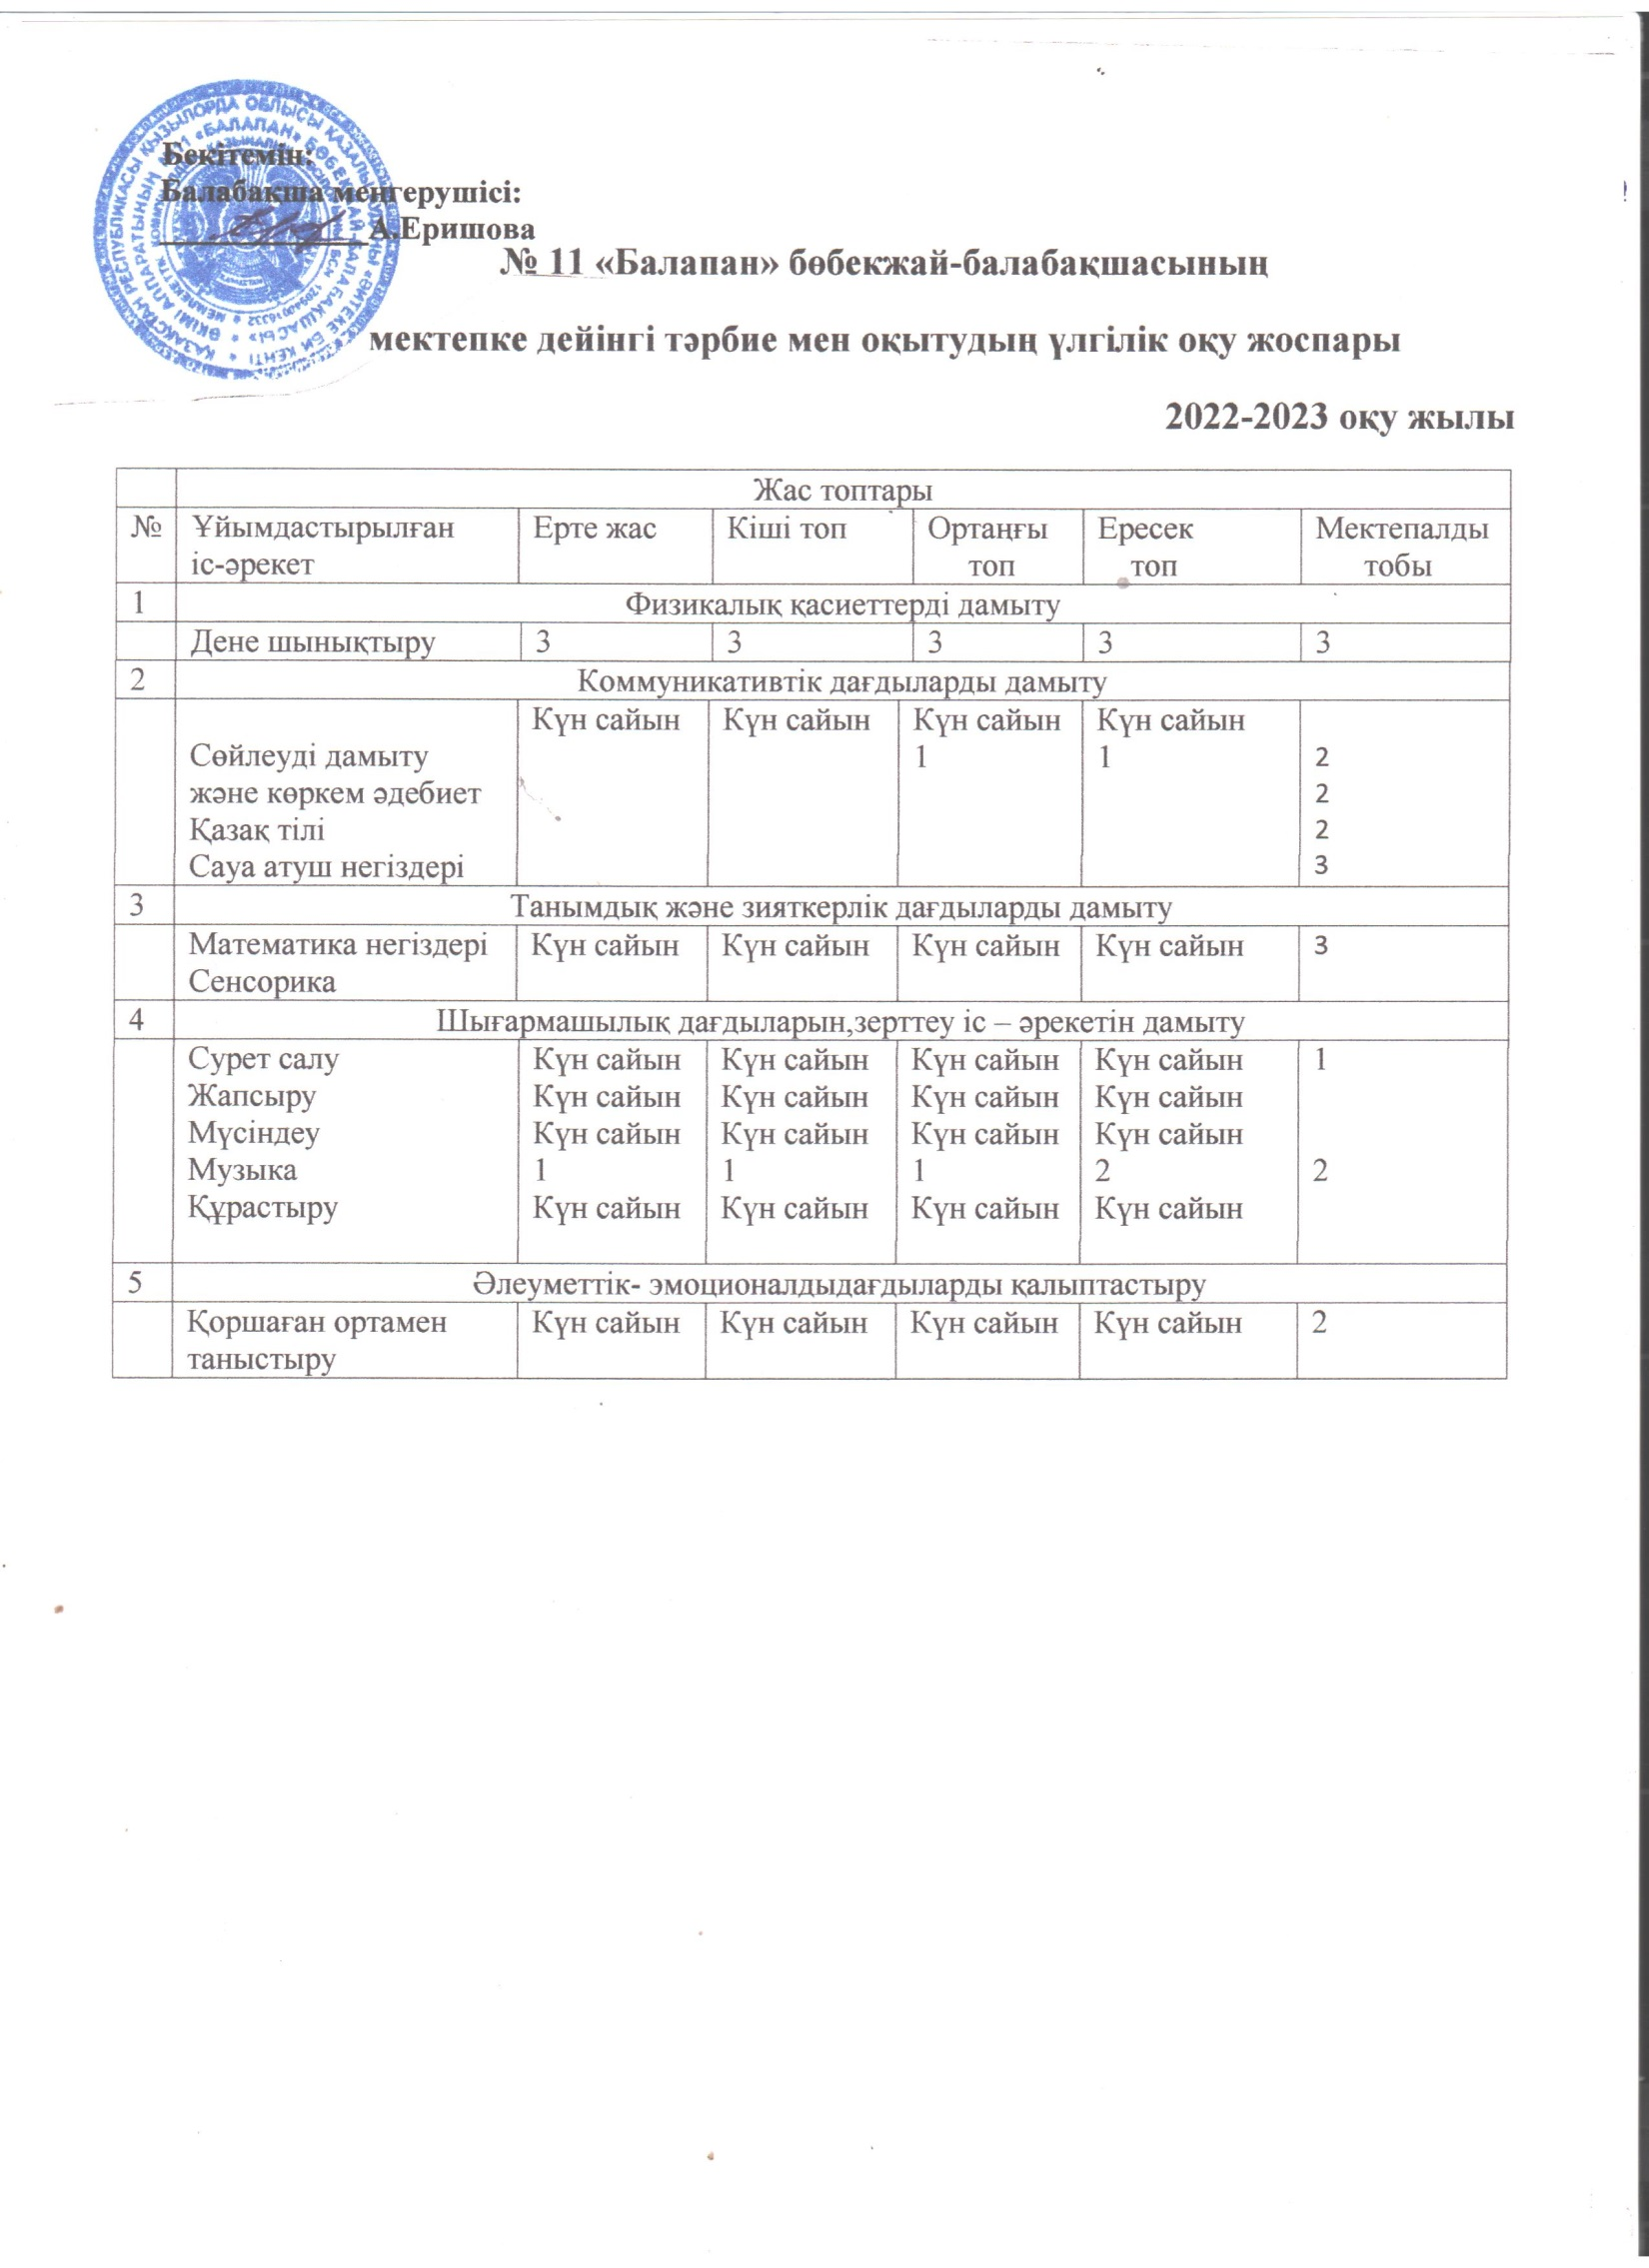 Бекітемін:
Балабақша меңгерушісі:
А.Еришова
№ 11 «Балапан» бөбекжай-балабақшасының
мектепке дейінгі тәрбие мен оқытудың үлгілік оқу жоспары
2022-2023 оқу жылы
Жас топтары
№ Ұйымдастырылған іс-әрекет Ерте жас Кіші топ Ортаңғы топ Ересек топ Мектепалды тобы
1 Физикалық қасиеттерді дамыту
Дене шынықтыру 3 3 3 3 3
2 Коммуникативтік дағдыларды дамыту
Күн сайын Күн сайын Күн сайын Күн сайын
Сөйлеуді дамыту 1 1 2
және көркем әдебиет 2
Қазақ тілі 2
Сауа атуш негіздері 3
3 Танымдық және зияткерлік дағдыларды дамыту
Математика негіздері Күн сайын Күн сайын Күн сайын Күн сайын 3
Сенсорика
4 Шығармашылық дағдыларын,зерттеу іс – әрекетін дамыту
Сурет салу Күн сайын Күн сайын Күн сайын Күн сайын 1
Жапсыру Күн сайын Күн сайын Күн сайын Күн сайын
Мүсіндеу Күн сайын Күн сайын Күн сайын Күн сайын
Музыка 1 1 1 2 2
Құрастыру Күн сайын Күн сайын Күн сайын Күн сайын
5 Әлеуметтік- эмоционалдыдағдыларды қалыптастыру
Қоршаған ортамен Күн сайын Күн сайын Күн сайын Күн сайын 2
таныстыру